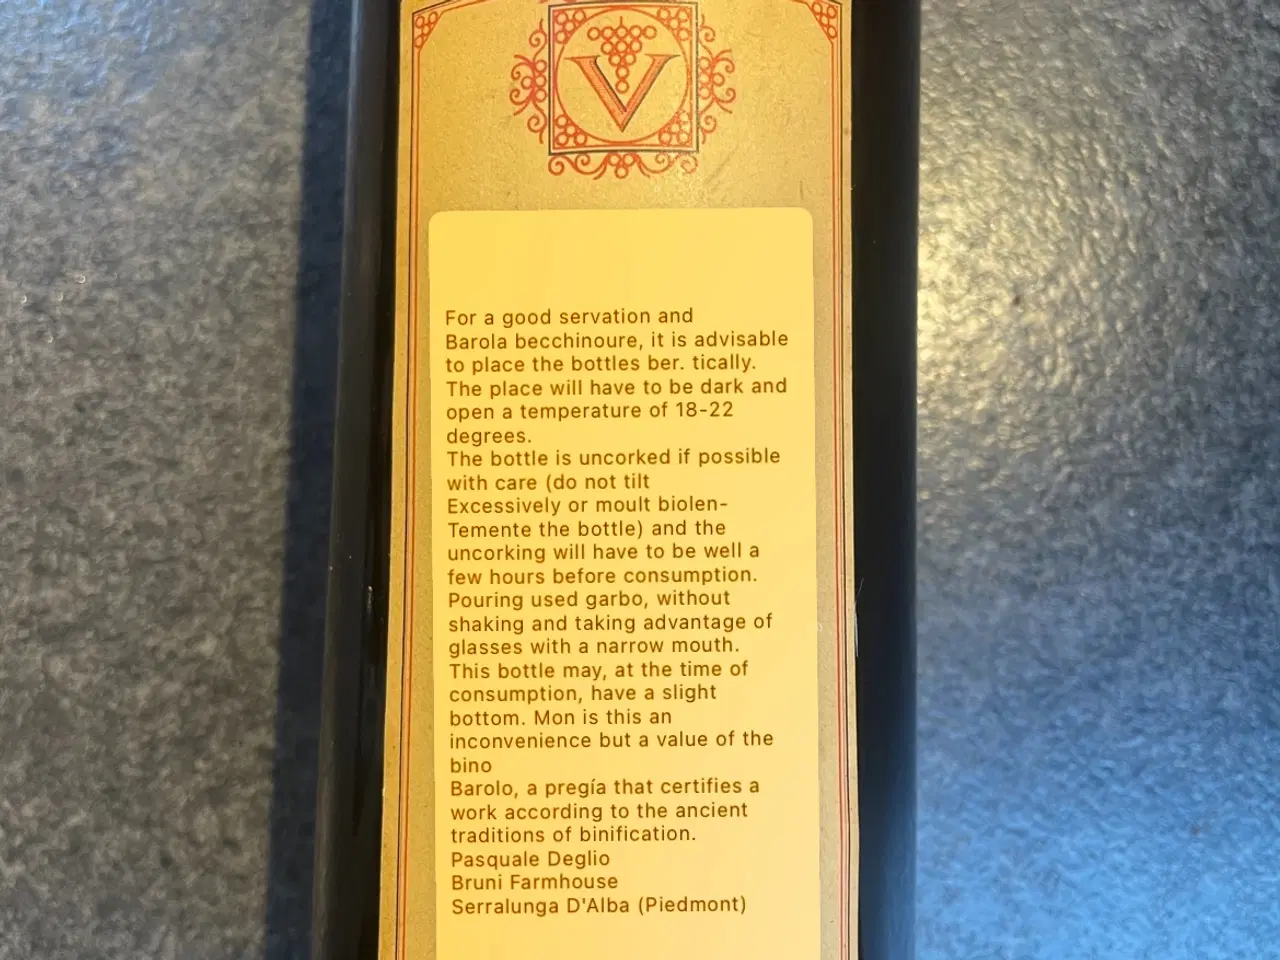 V
For a good servation and
Barola becchinoure, it is advisable
to place the bottles ber. tically.
The place will have to be dark and
open a temperature of 18-22
degrees.
The bottle is uncorked if possible
with care (do not tilt
Excessively or moult biolen-
Temente the bottle) and the
uncorking will have to be well a
few hours before consumption.
Pouring used garbo, without
shaking and taking advantage of
glasses with a narrow mouth.
This bottle may, at the time of
consumption, have a slight
bottom. Mon is this an
inconvenience but a value of the
bino
Barolo, a pregía that certifies a
work according to the ancient
traditions of binification.
Pasquale Deglio
Bruni Farmhouse
Serralunga D'Alba (Piedmont)